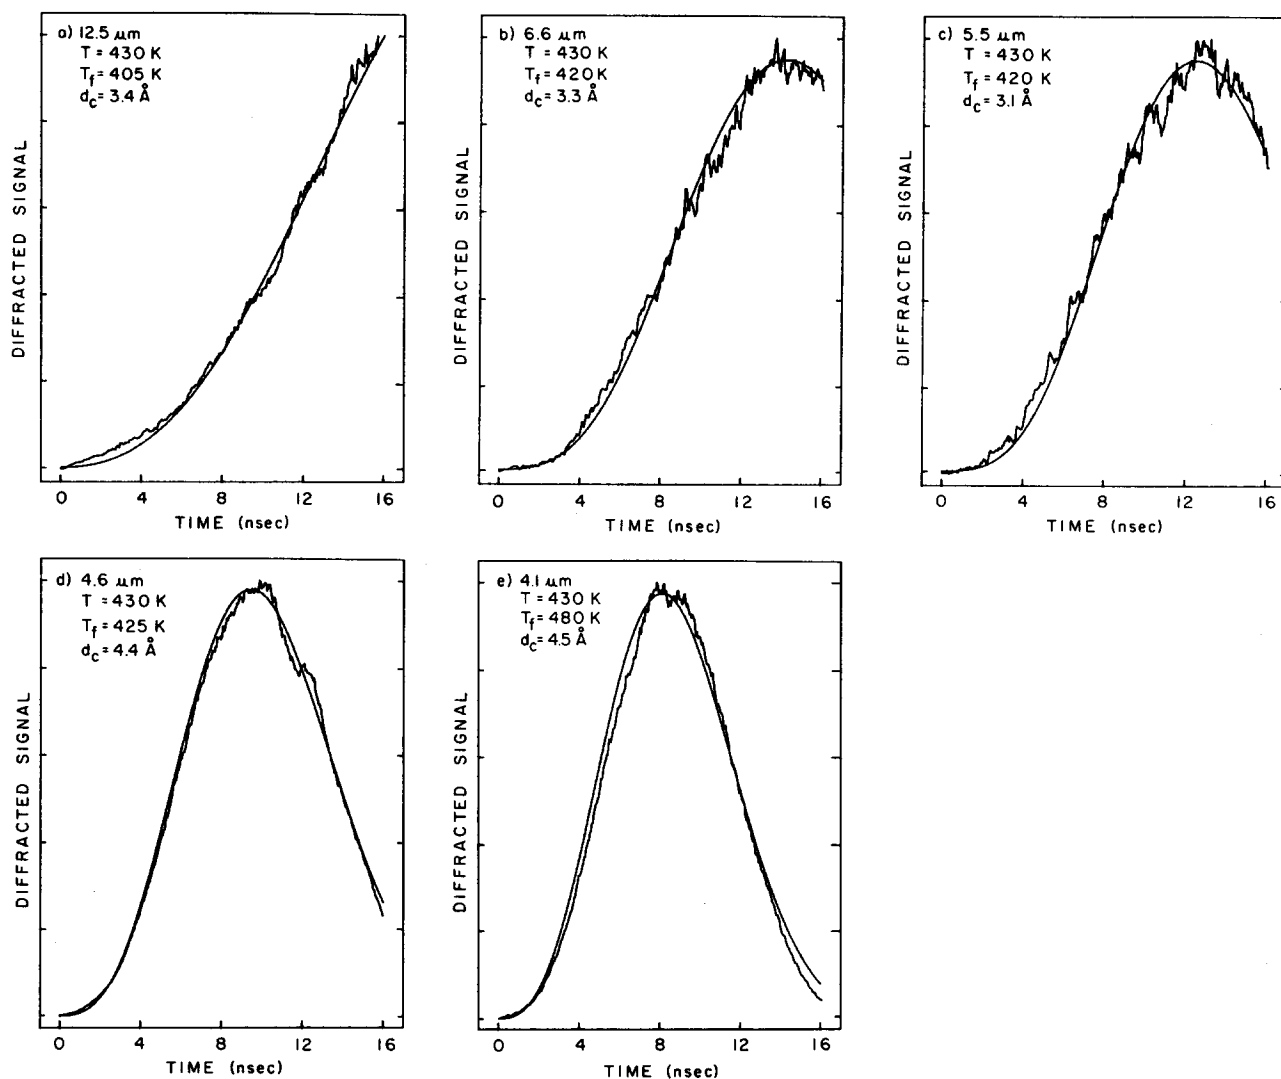 a) 12.5 μm
T = 430 K
Tf = 405 K
dc = 3.4 Å
DIFFRACTED SIGNAL
0 4 8 10 16
TIME (nsec)
b) 6.6 μm
T = 430 K
Tf = 420 K
dc = 3.3 Å
DIFFRACTED SIGNAL
0 4 8 10 12 16
TIME (nsec)
c) 5.5 μm
T = 430 K
Tf = 420 K
dc = 3.1 Å
DIFFRACTED SIGNAL
0 4 8 12 16
TIME (nsec)
d) 4.6 μm
T = 430 K
Tf = 425 K
dc = 4.4 Å
DIFFRACTED SIGNAL
0 4 8 12 16
TIME (nsec)
e) 4.1 μm
T = 430 K
Tf = 480 K
dc = 4.5 Å
DIFFRACTED SIGNAL
0 4 8 12 16
TIME (nsec)